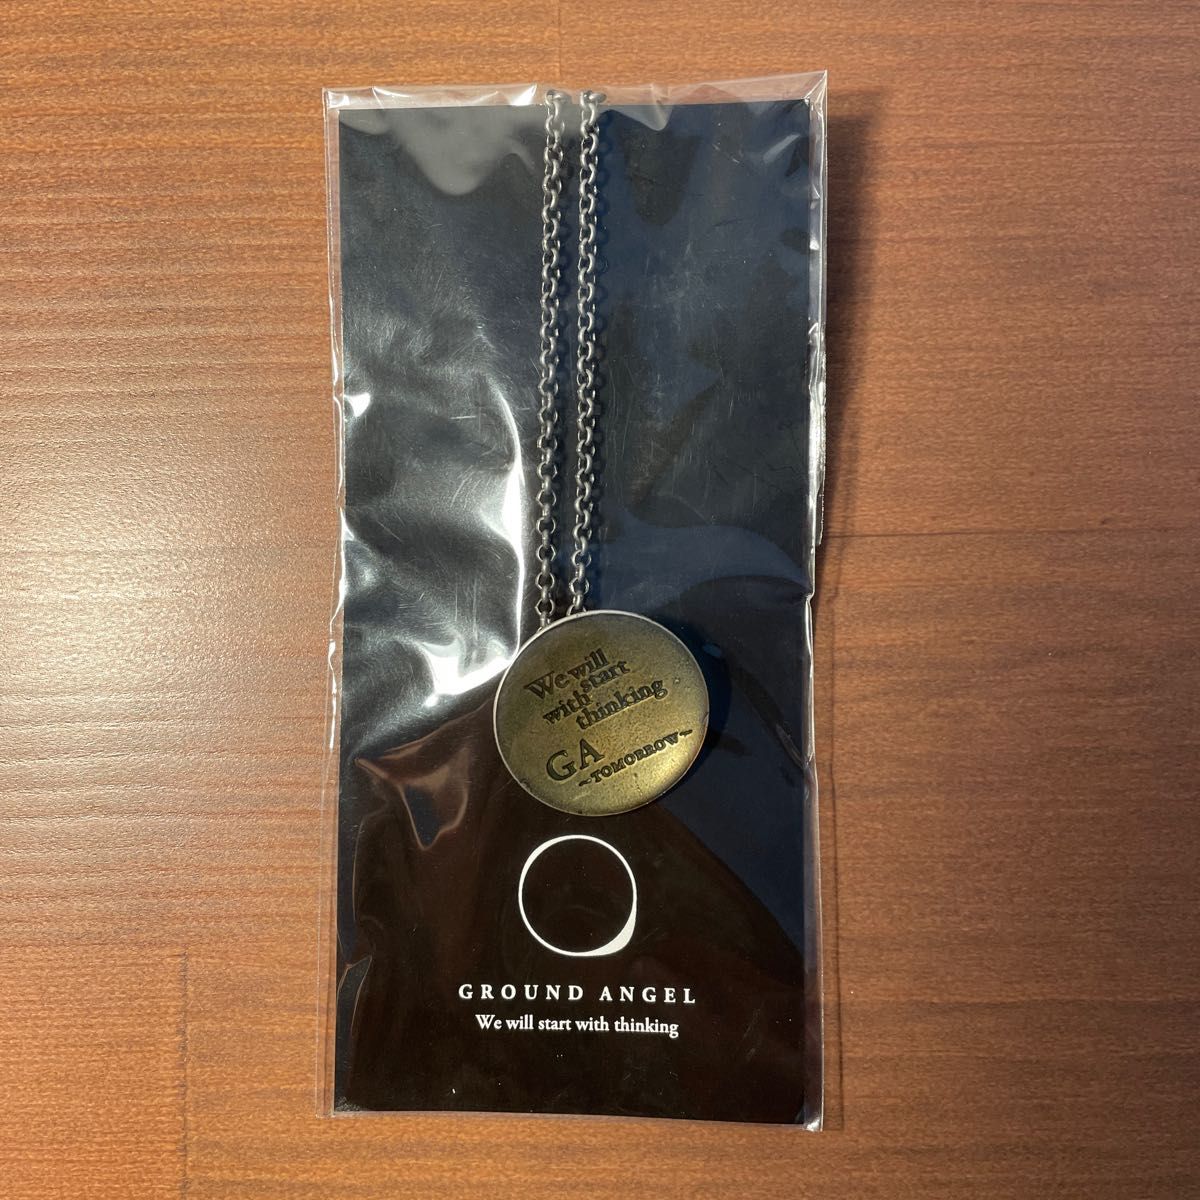 We will
start
with
thinking
GA
~TOMORROW~
GROUND ANGEL
We will start with thinking